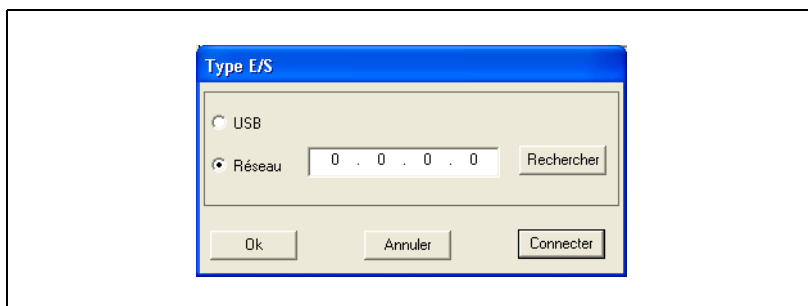 Type E/S
USB
Réseau 0 . 0 . 0 . 0 Rechercher
Ok Annuler Connecter